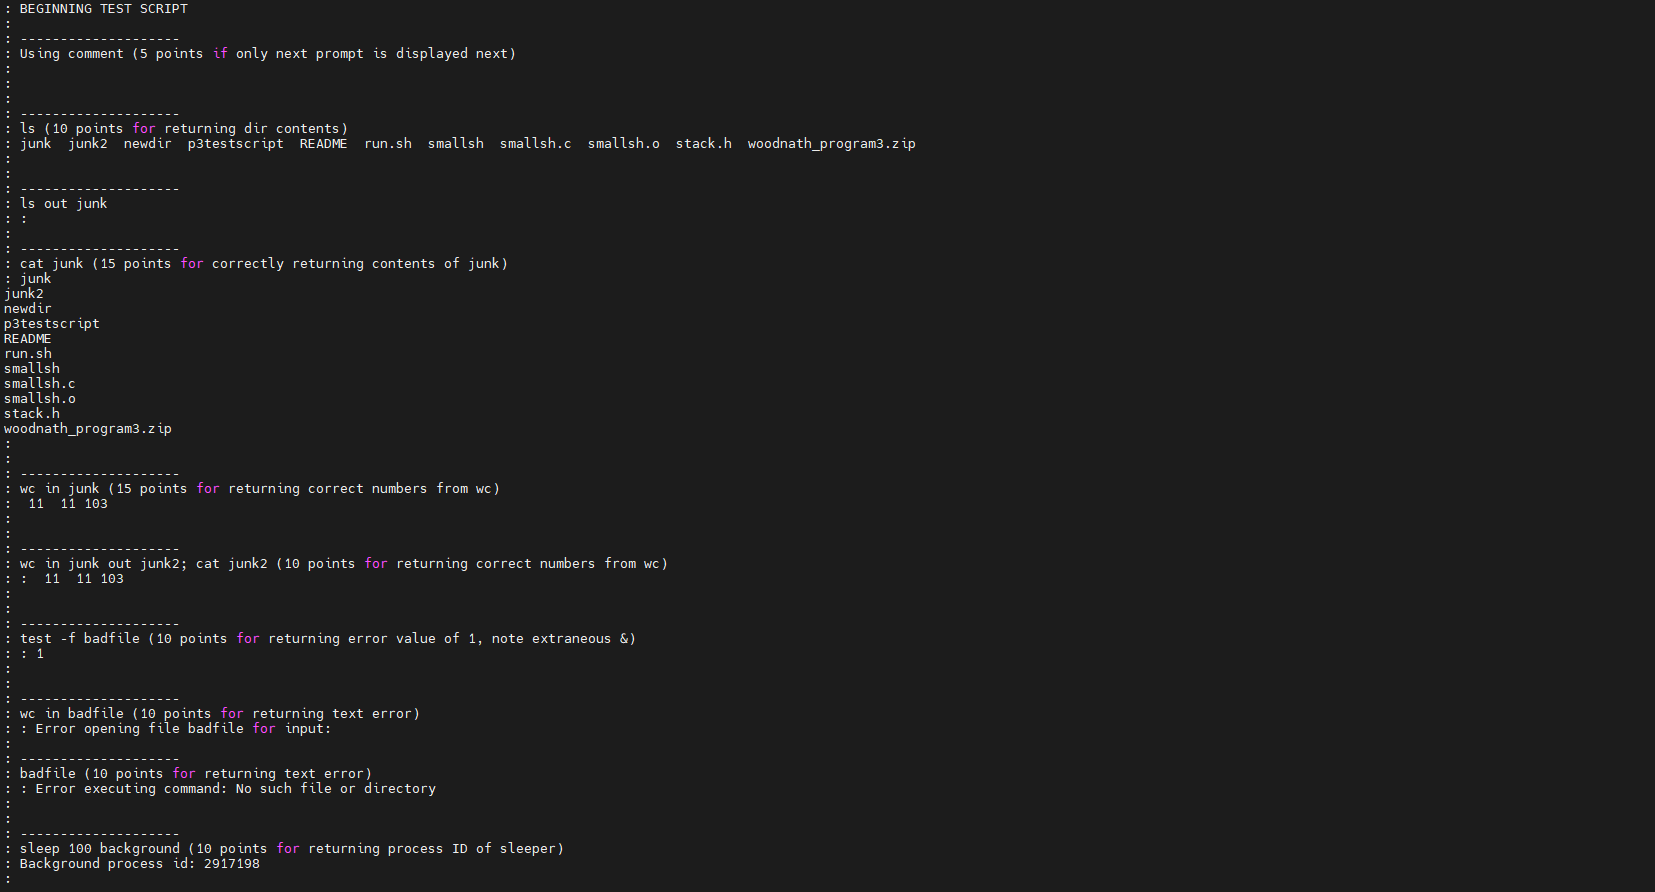 : BEGINNING TEST SCRIPT
:
: --------------------
: Using comment (5 points if only next prompt is displayed next)
:
:
:
: --------------------
: ls (10 points for returning dir contents)
: junk  junk2  newdir  p3testscript  README  run.sh  smallsh  smallsh.c  smallsh.o  stack.h  woodnath_program3.zip
:
:
: --------------------
: ls out junk
: :
:
: --------------------
: cat junk (15 points for correctly returning contents of junk)
: junk
junk2
newdir
p3testscript
README
run.sh
smallsh
smallsh.c
smallsh.o
stack.h
woodnath_program3.zip
:
:
: --------------------
: wc in junk (15 points for returning correct numbers from wc)
:  11  11 103
:
:
: --------------------
: wc in junk out junk2; cat junk2 (10 points for returning correct numbers from wc)
: :  11  11 103
:
:
: --------------------
: test -f badfile (10 points for returning error value of 1, note extraneous &)
: : 1
:
:
: --------------------
: wc in badfile (10 points for returning text error)
: : Error opening file badfile for input:
:
: --------------------
: badfile (10 points for returning text error)
: : Error executing command: No such file or directory
:
:
: --------------------
: sleep 100 background (10 points for returning process ID of sleeper)
: Background process id: 2917198
: